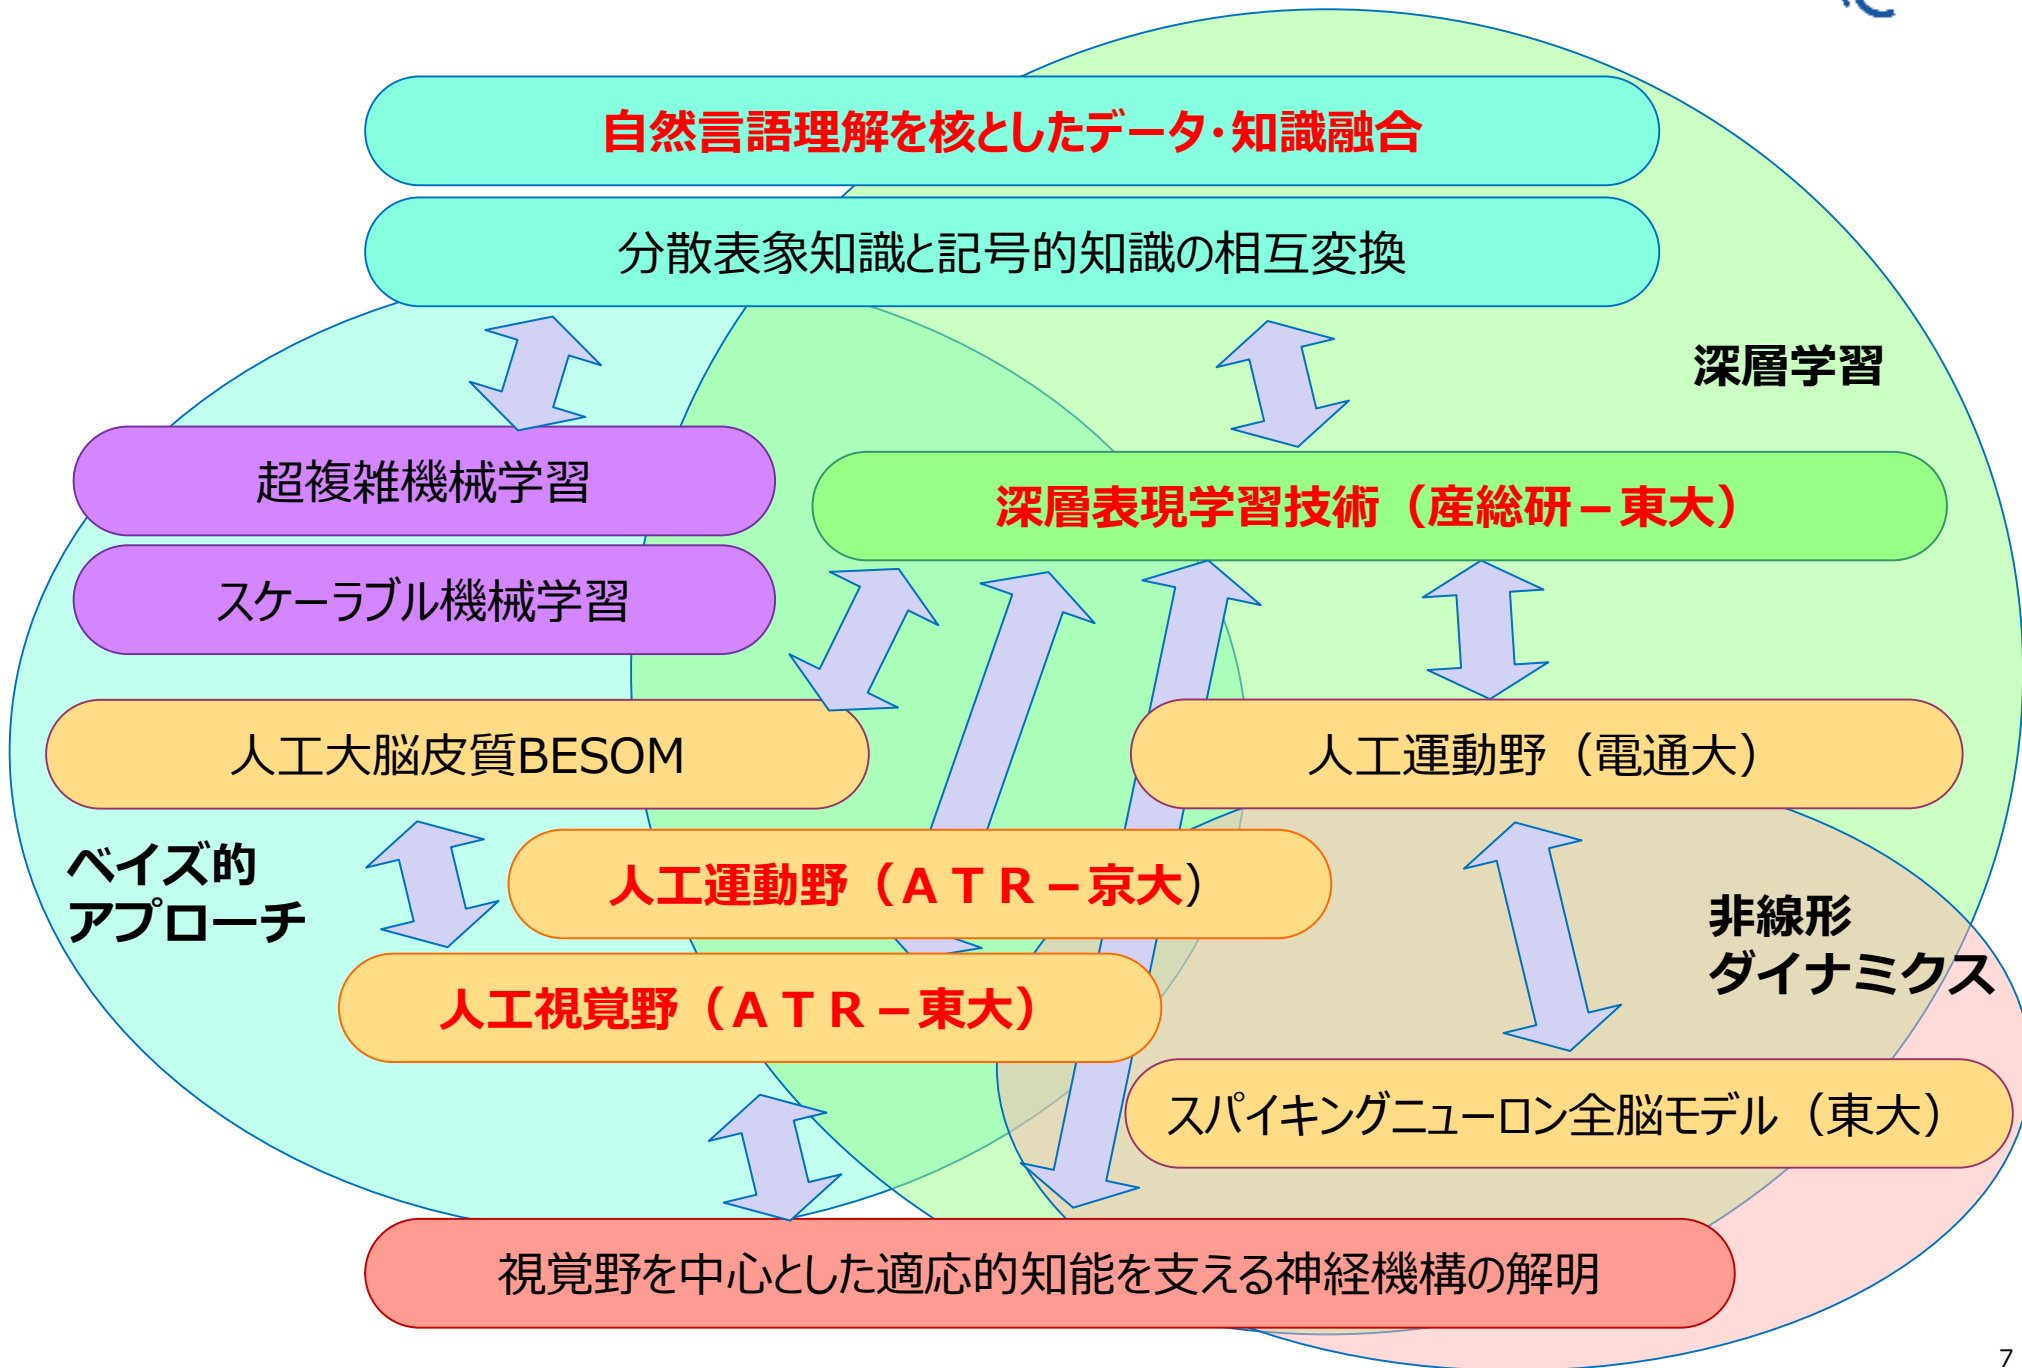 自然言語理解を核としたデータ・知識融合
分散表象知識と記号的知識の相互変換
深層学習
超複雑機械学習
深層表現学習技術（産総研－東大）
スケーラブル機械学習
人工大脳皮質BESOM
人工運動野（電通大）
ベイズ的
アプローチ
人工運動野（ＡＴＲ－京大）
非線形
ダイナミクス
人工視覚野（ＡＴＲ－東大）
スパイキングニューロン全脳モデル（東大）
視覚野を中心とした適応的知能を支える神経機構の解明
7